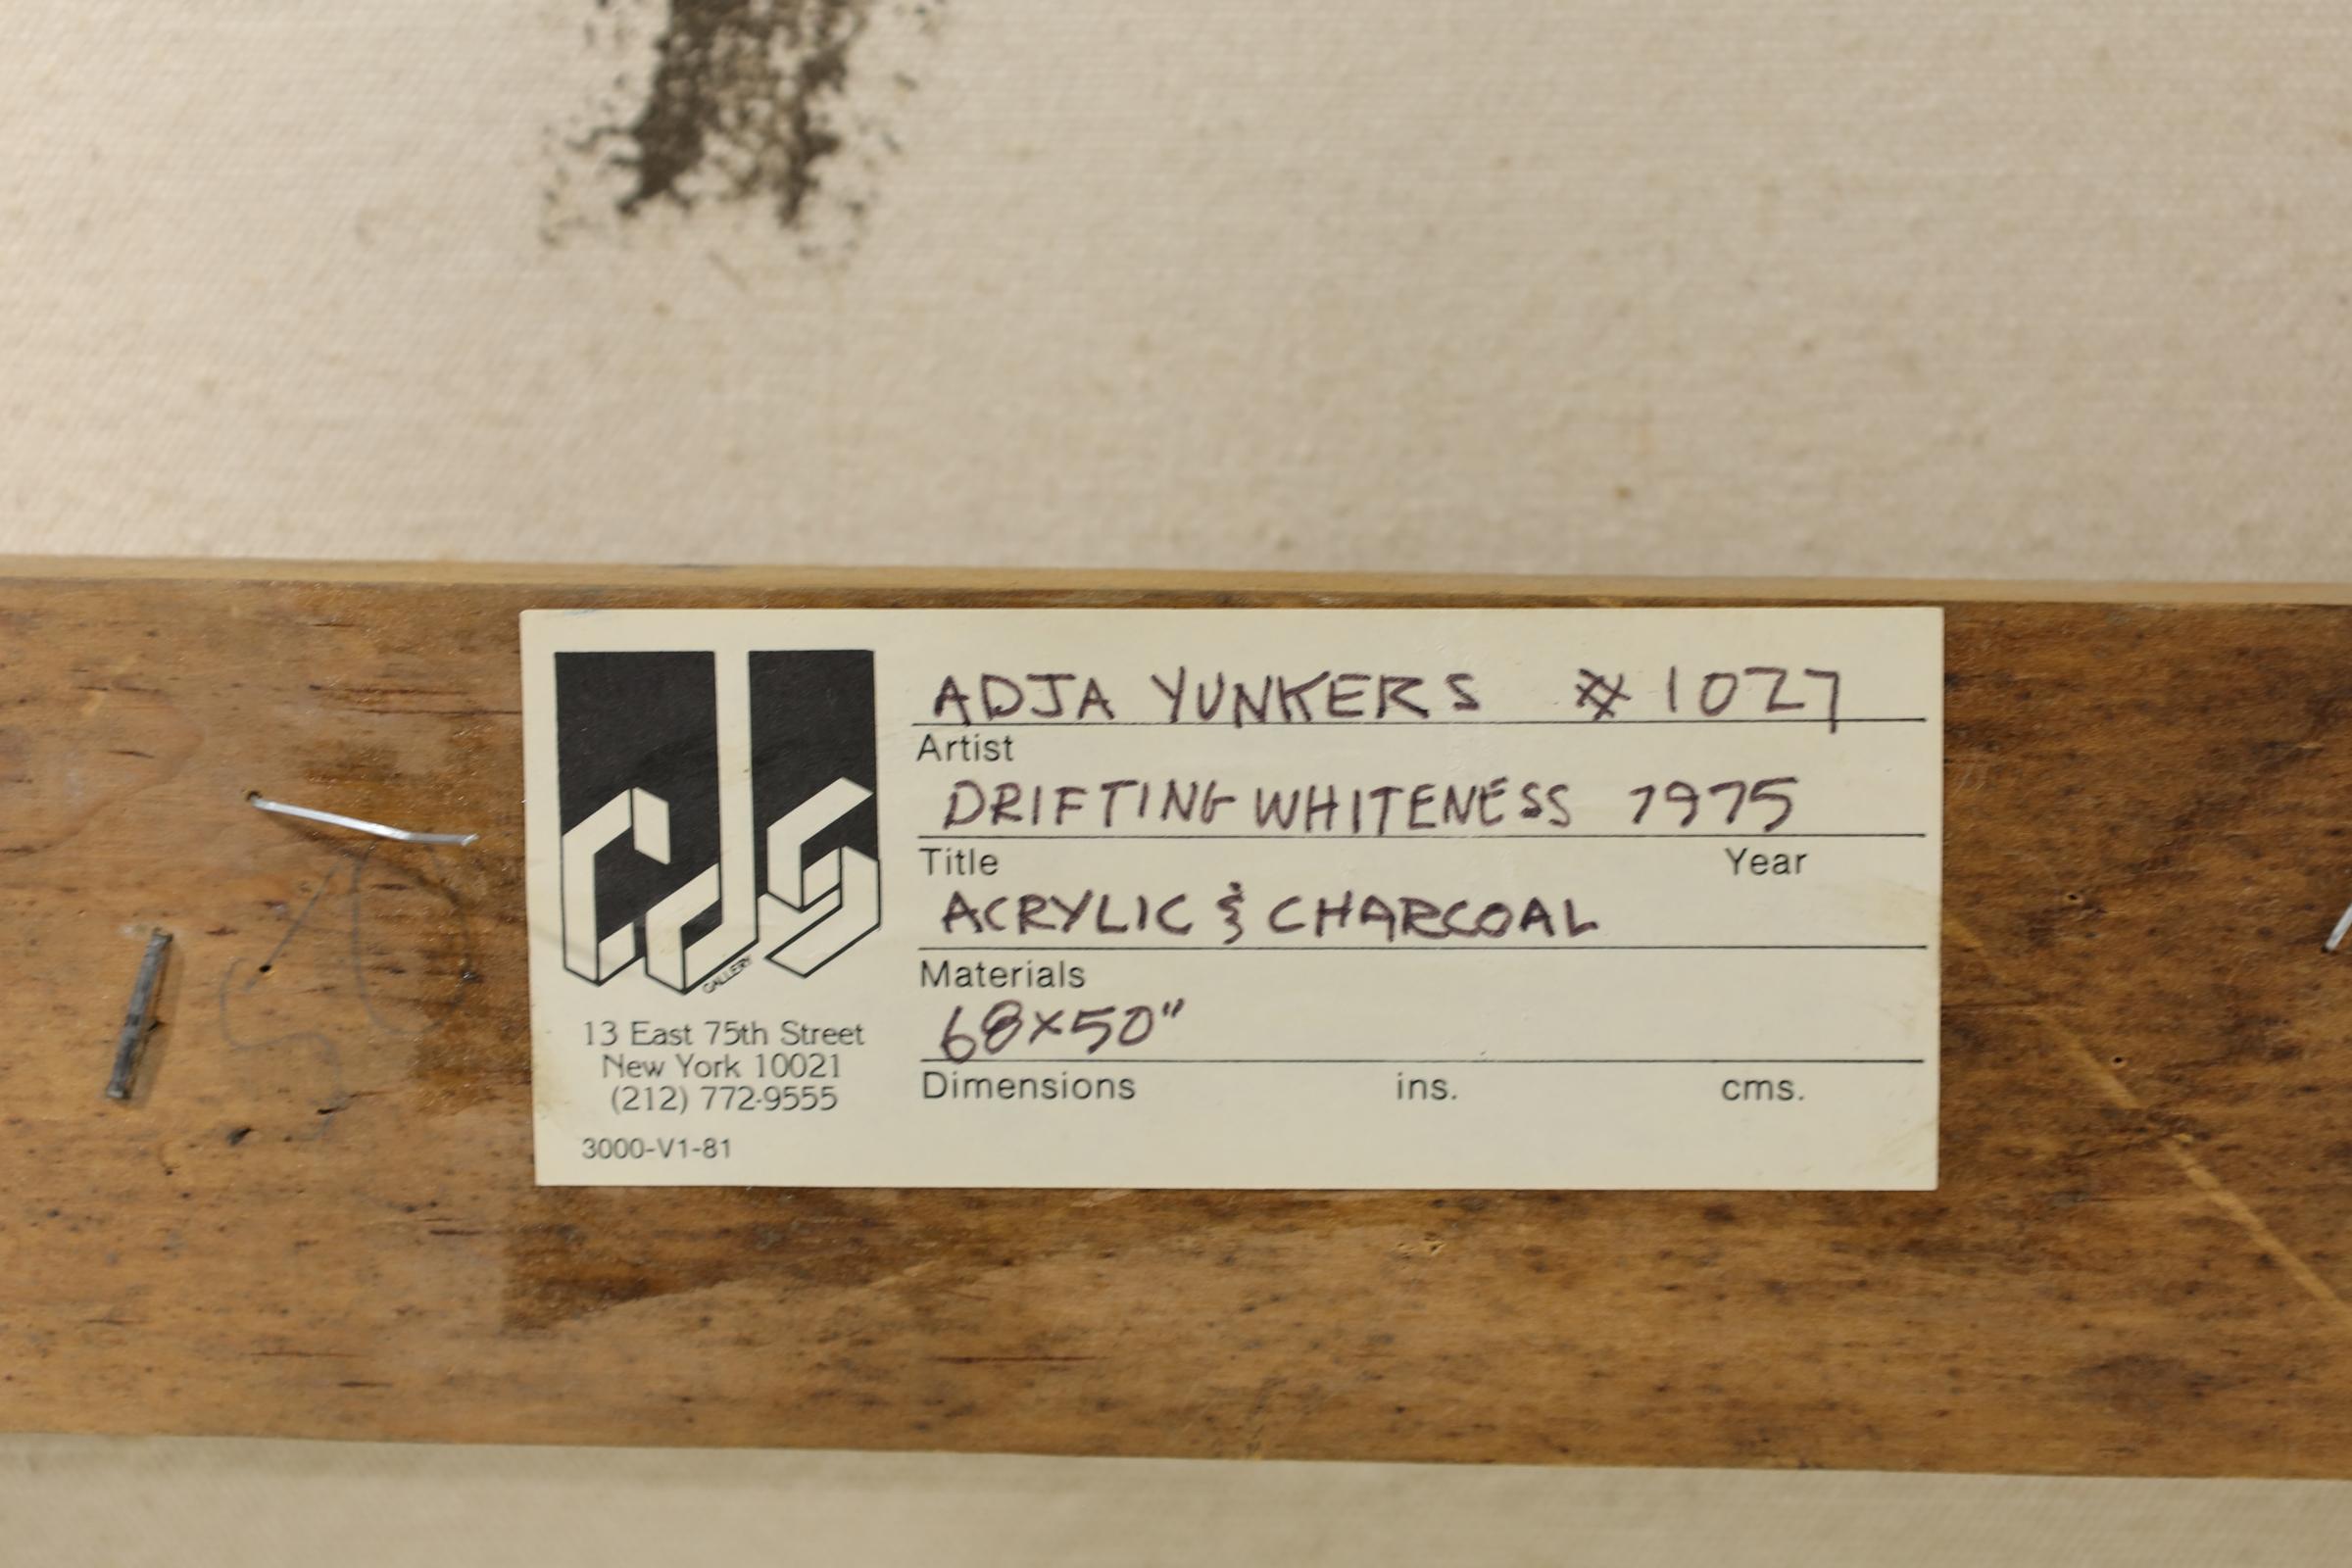 ADJA YUNKERS #1027
Artist
DRIFTING WHITENESS 1975
Title Year
ACRYLIC & CHARCOAL
Materials
68x50"
Dimensions ins. cms.
GALLERY
13 East 75th Street
New York 10021
(212) 772-9555
3000-V1-81